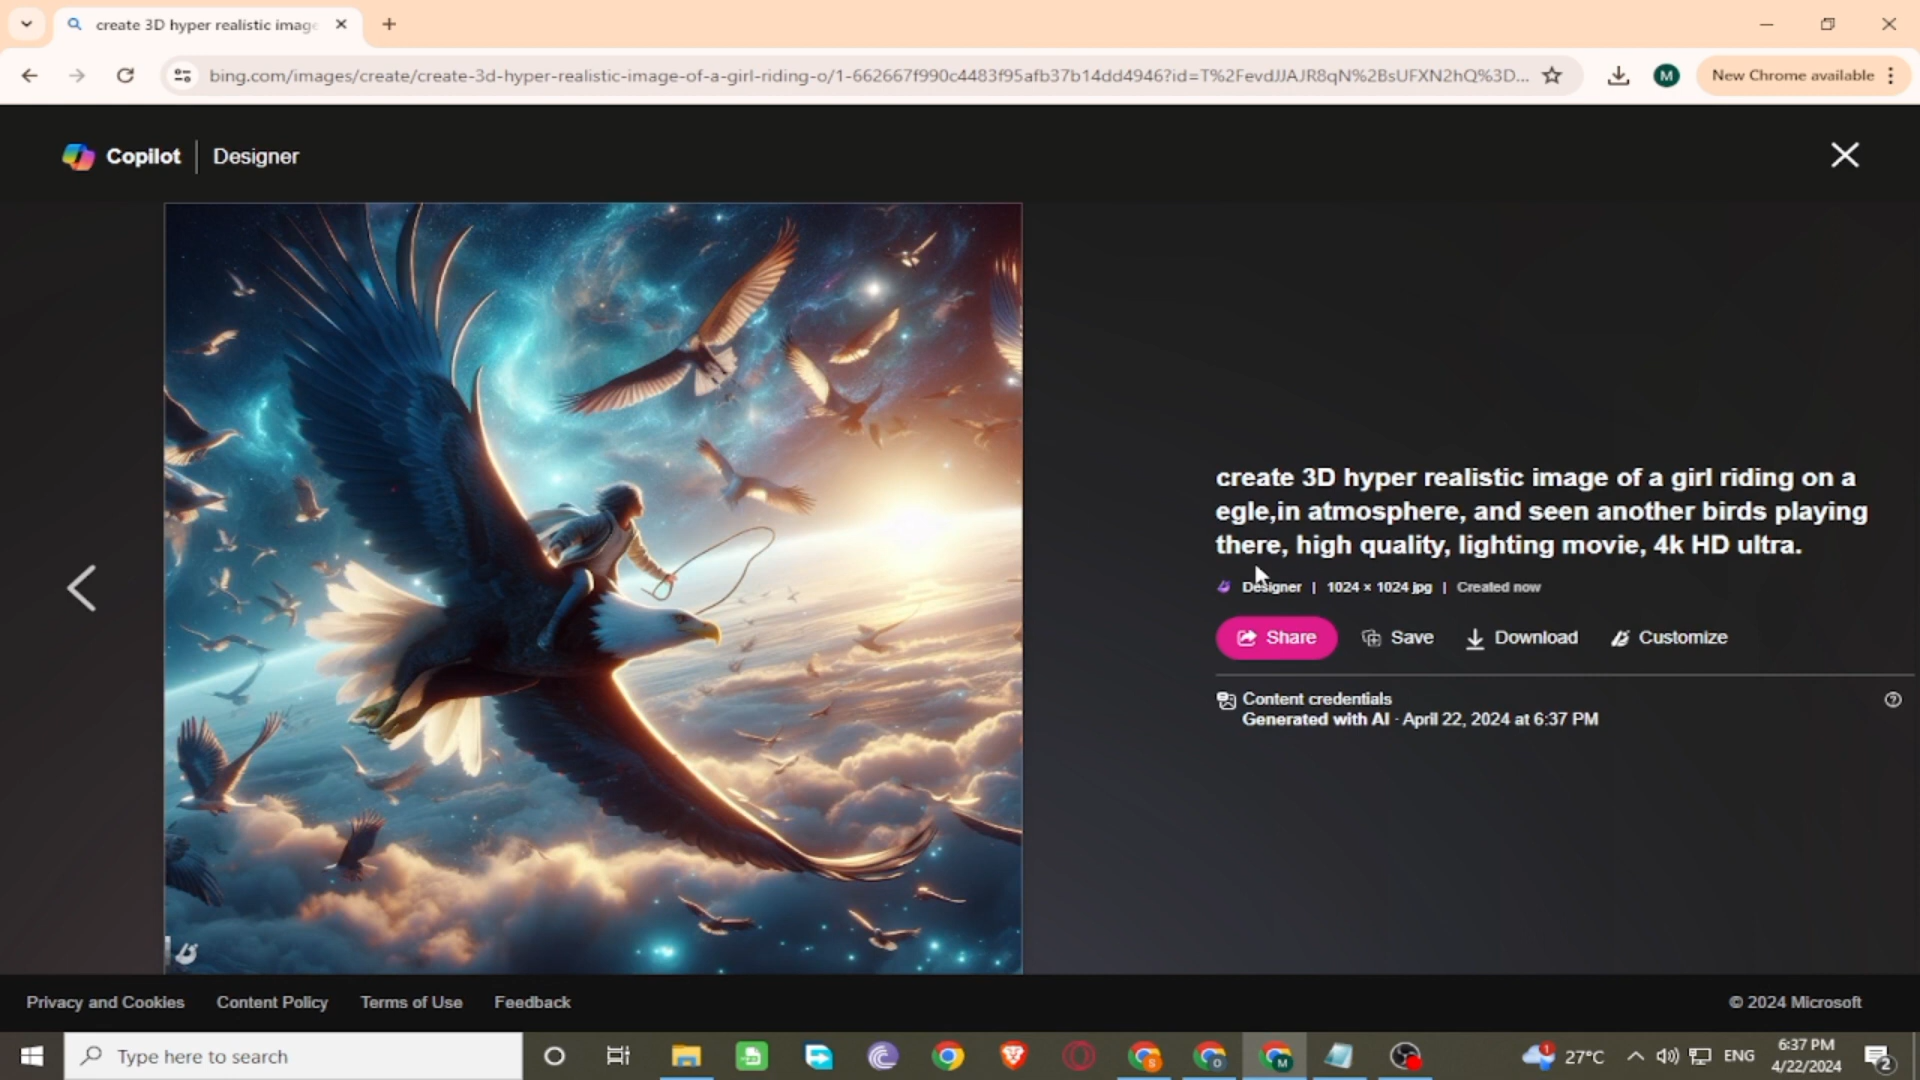 create 3D hyper realistic image
bing.com/images/create/create-3d-hyper-realistic-image-of-a-girl-riding-o/1-662667f990c4483f95afb37b14dd4946?id=T%2FevdJJAJR8qN%2BsUFXN2hQ%3D...
M
New Chrome available
Copilot
Designer
create 3D hyper realistic image of a girl riding on a
egle,in atmosphere, and seen another birds playing
there, high quality, lighting movie, 4k HD ultra.
Designer | 1024 × 1024 jpg | Created now
Share
Save
Download
Customize
Content credentials
Generated with AI · April 22, 2024 at 6:37 PM
Privacy and Cookies
Content Policy
Terms of Use
Feedback
© 2024 Microsoft
Type here to search
27°C
ENG
6:37 PM
4/22/2024
2